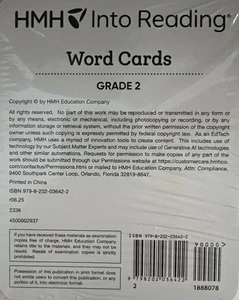 HMH Into Reading®
Word Cards
GRADE 2
Copyright © by HMH Education Company
All rights reserved. No part of this work may be reproduced or transmitted in any form or
by any means, electronic or mechanical, including photocopying or recording, or by any
information storage or retrieval system, without the prior written permission of the copyright
owner unless such copying is expressly permitted by federal copyright law. As an EdTech
company, HMH uses a myriad of innovation tools to create content. This includes use of
technology by our Subject Matter Experts and may include use of Generative AI technologies
and other automated systems. Requests for permission to make copies of any part of the
work should be submitted through our Permissions website at https://customercare.hmhco.
com/contactus/Permissions.html or mailed to HMH Education Company, Attn: Compliance,
9400 Southpark Center Loop, Orlando, Florida 32819-8647.
Printed in China
ISBN 979-8-202-03642-2
r06.25
2338
4500902937
If you have received these materials as examination
copies free of charge, HMH Education Company
retains title to the materials, and they may not be
resold. Resale of examination copies is strictly
prohibited.
Possession of this publication in print format does
not entitle users to convert this publication, or any
portion of it, into electronic format.
ISBN 979-8-202-03642-2
90000>
9 798202 036422
2
1888078